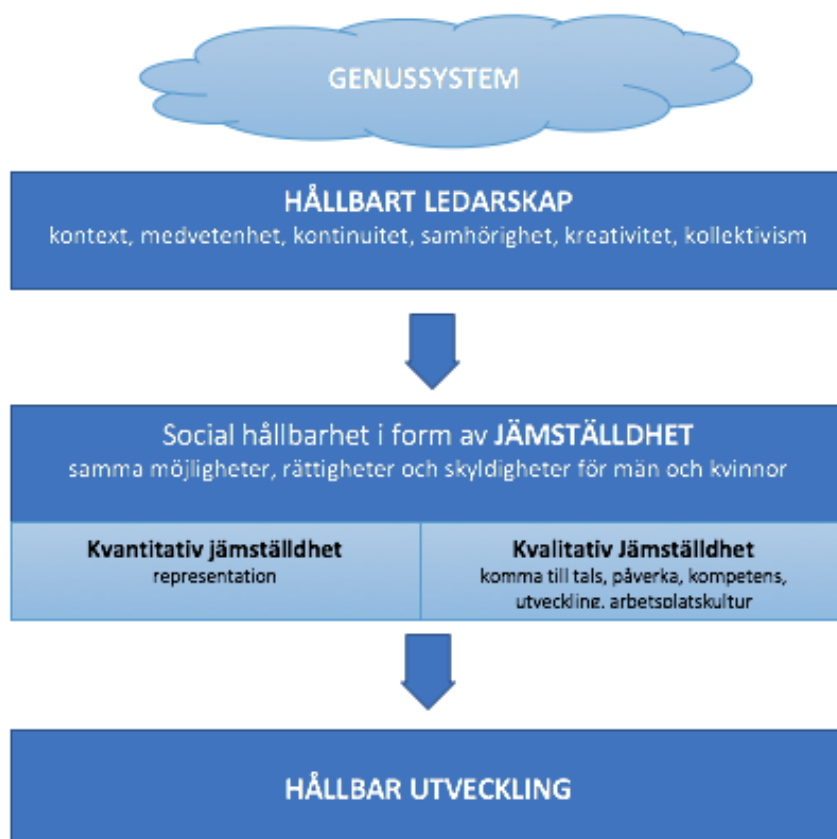 GENUSSYSTEM
HÅLLBART LEDARSKAP
kontext, medvetenhet, kontinuitet, samhörighet, kreativitet, kollektivism
Social hållbarhet i form av JÄMSTÄLLDHET
samma möjligheter, rättigheter och skyldigheter för män och kvinnor
Kvantitativ jämställdhet
representation
Kvalitativ Jämställdhet
komma till tals, påverka, kompetens,
utveckling, arbetsplatskultur
HÅLLBAR UTVECKLING